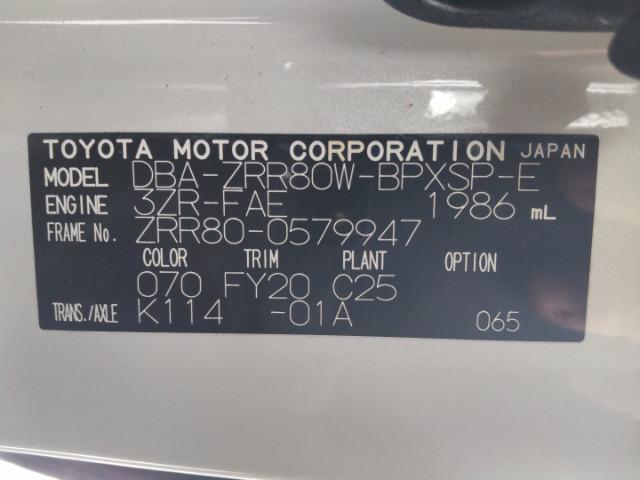 TOYOTA MOTOR CORPORATION JAPAN
MODEL DBA-ZRR80W-BPXSP-E
ENGINE 3ZR-FAE 1986 mL
FRAME No. ZRR80-0579947
COLOR TRIM PLANT OPTION
070 FY20 C25
TRANS./AXLE K114 -01A 065